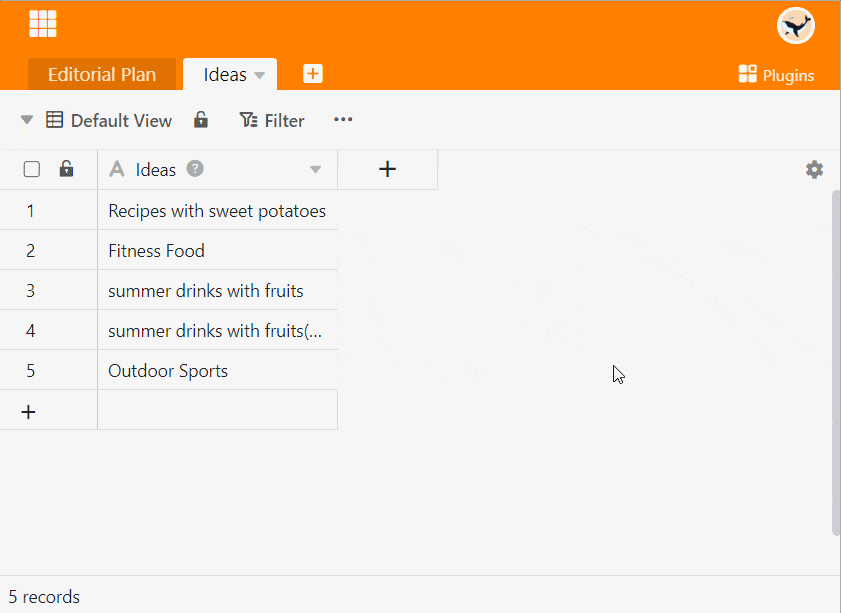 Editorial Plan Ideas Plugins
Default View Filter ...
A Ideas ?
1 Recipes with sweet potatoes
2 Fitness Food
3 summer drinks with fruits
4 summer drinks with fruits(...
5 Outdoor Sports
5 records